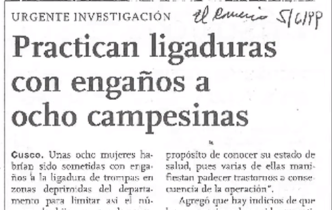 URGENTE INVESTIGACIÓN
El Comercio 5/6/99
Practican ligaduras
con engaños a
ocho campesinas
Cusco. Unas ocho mujeres ha-
brían sido sometidas con enga-
ños a la ligadura de trompas en
zonas deprimidas del departa-
mento para limitar así el nú-
propósito de conocer su estado de
salud, pues varias de ellas mani-
fiestan padecer trastornos a conse-
cuencia de la operación".
Agregó que hay indicios de que